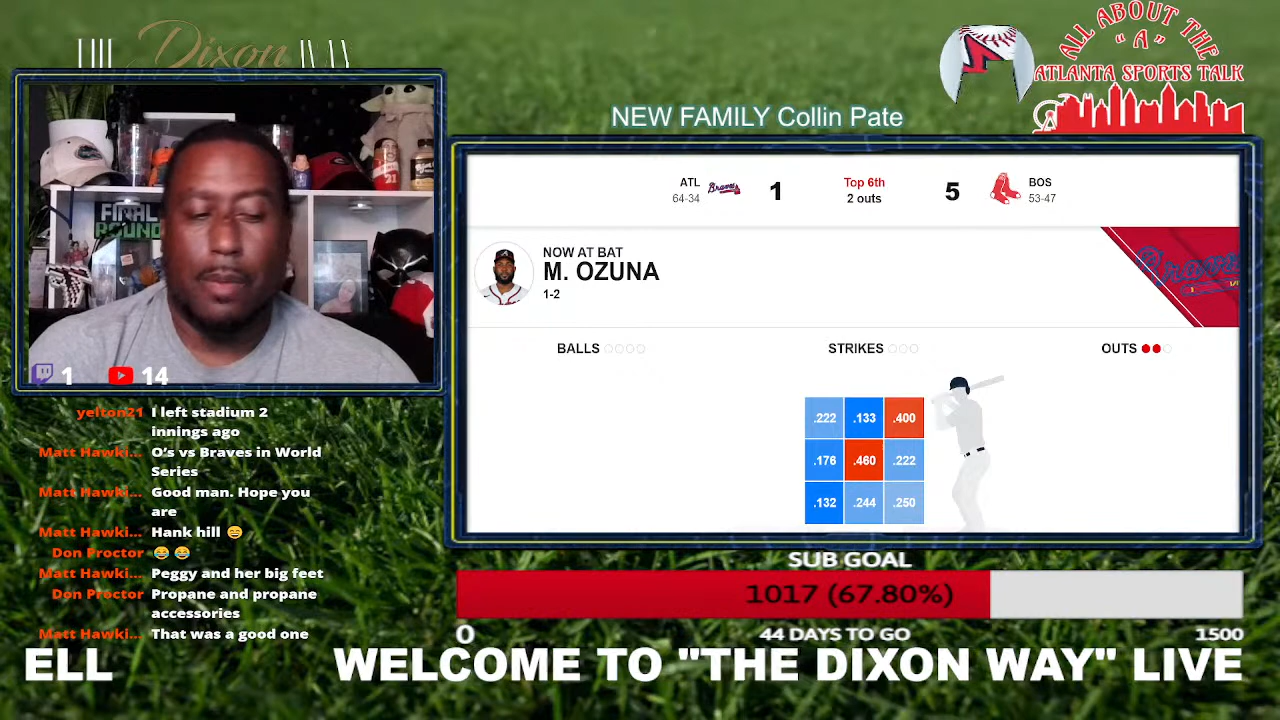 Dixon
ALL ABOUT THE
"A"
ATLANTA SPORTS TALK
NEW FAMILY Collin Pate
FINAL
ROUND
ATL
64-34
Braves
1
Top 6th
2 outs
5
BOS
53-47
NOW AT BAT
M. OZUNA
1-2
Braves
BALLS
STRIKES
OUTS
.222 .133 .400
.176 .460 .222
.132 .244 .250
1
14
yelton21 I left stadium 2
innings ago
Matt Hawki... O's vs Braves in World
Series
Matt Hawki... Good man. Hope you
are
Matt Hawki... Hank hill 😄
Don Proctor 😂 😂
Matt Hawki... Peggy and her big feet
Don Proctor Propane and propane
accessories
Matt Hawki... That was a good one
SUB GOAL
1017 (67.80%)
0
44 DAYS TO GO
1500
ELL WELCOME TO "THE DIXON WAY" LIVE